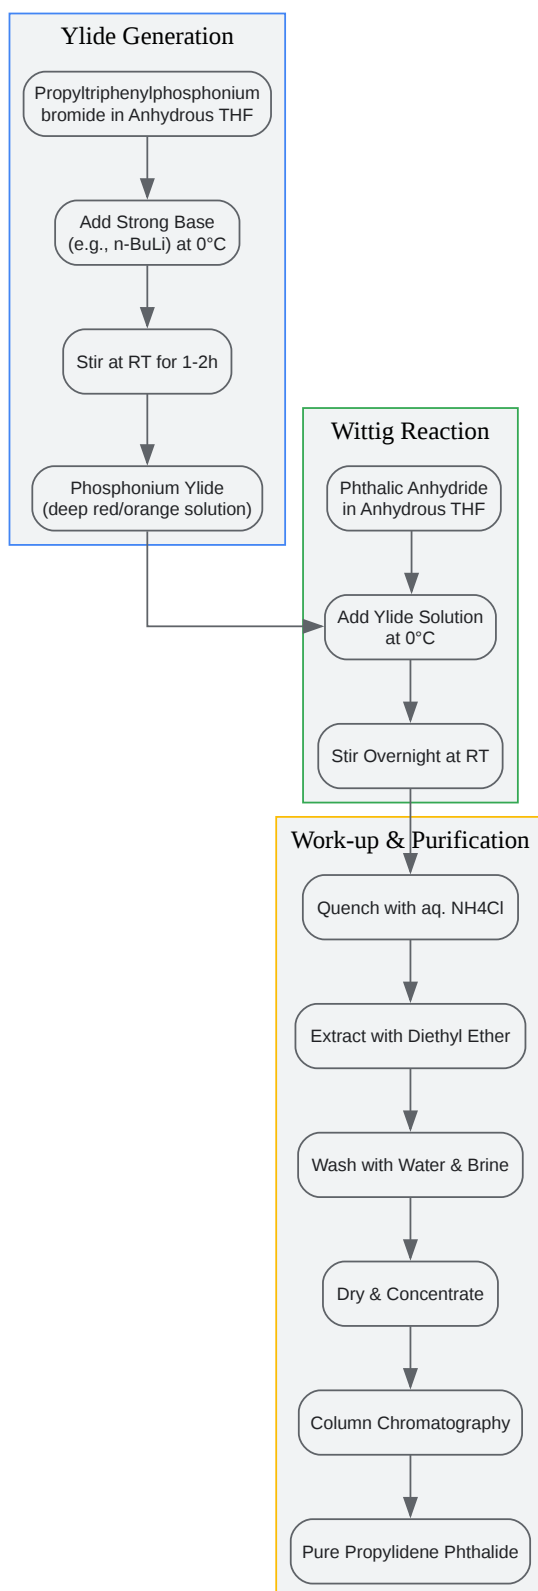 Ylide Generation
Propyltriphenylphosphonium
bromide in Anhydrous THF
Add Strong Base
(e.g., n-BuLi) at 0°C
Stir at RT for 1-2h
Phosphonium Ylide
(deep red/orange solution)
Wittig Reaction
Phthalic Anhydride
in Anhydrous THF
Add Ylide Solution
at 0°C
Stir Overnight at RT
Work-up & Purification
Quench with aq. NH4Cl
Extract with Diethyl Ether
Wash with Water & Brine
Dry & Concentrate
Column Chromatography
Pure Propylidene Phthalide